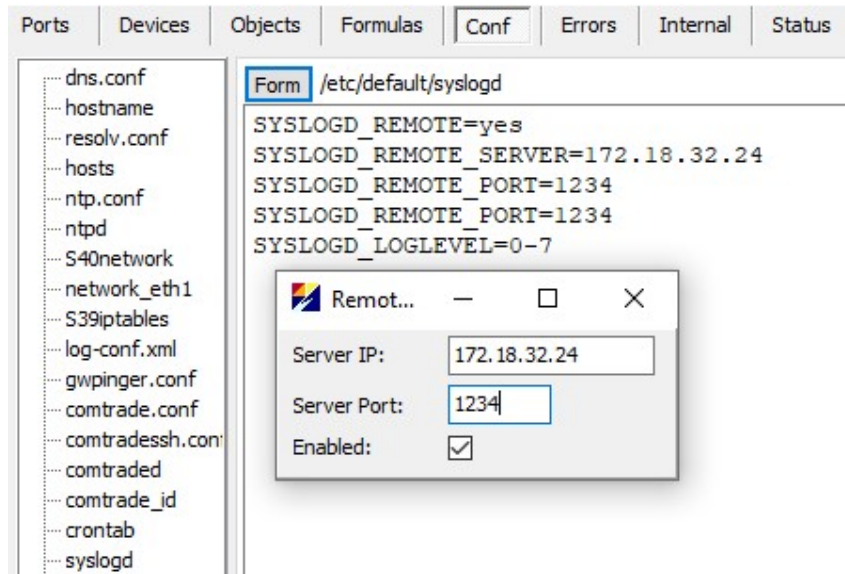 Ports Devices Objects Formulas Conf Errors Internal Status
dns.conf
hostname
resolv.conf
hosts
ntp.conf
ntpd
S40network
network_eth1
S39iptables
log-conf.xml
gwpinger.conf
comtrade.conf
comtradessh.con
comtraded
comtrade_id
crontab
syslogd
Form /etc/default/syslogd
SYSLOGD_REMOTE=yes
SYSLOGD_REMOTE_SERVER=172.18.32.24
SYSLOGD_REMOTE_PORT=1234
SYSLOGD_REMOTE_PORT=1234
SYSLOGD_LOGLEVEL=0-7
Remot...
Server IP: 172.18.32.24
Server Port: 1234
Enabled: